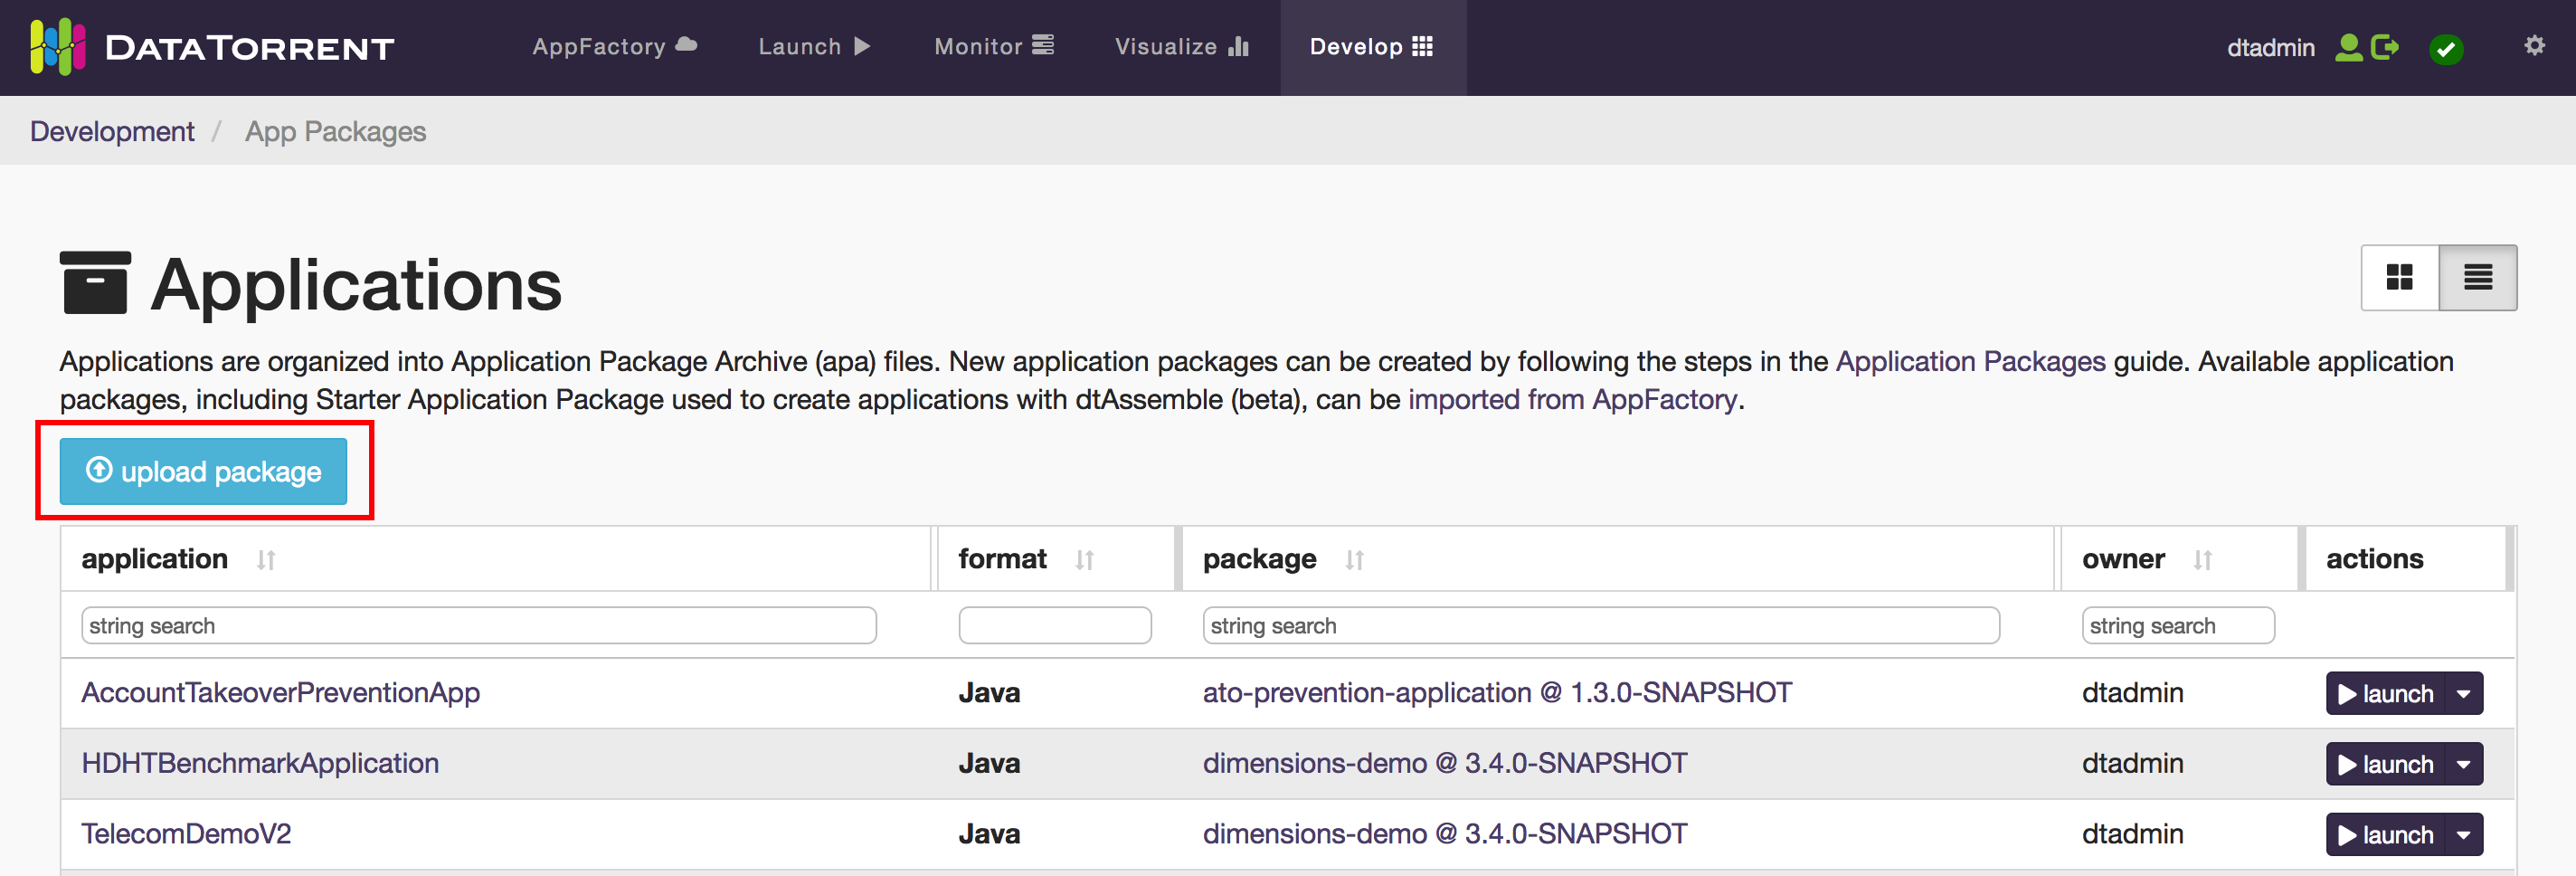 DATATORRENT AppFactory Launch Monitor Visualize Develop dtadmin
Development / App Packages
Applications
Applications are organized into Application Package Archive (apa) files. New application packages can be created by following the steps in the Application Packages guide. Available application
packages, including Starter Application Package used to create applications with dtAssemble (beta), can be imported from AppFactory.
upload package
application format package owner actions
string search string search string search
AccountTakeoverPreventionApp Java ato-prevention-application @ 1.3.0-SNAPSHOT dtadmin launch
HDHTBenchmarkApplication Java dimensions-demo @ 3.4.0-SNAPSHOT dtadmin launch
TelecomDemoV2 Java dimensions-demo @ 3.4.0-SNAPSHOT dtadmin launch